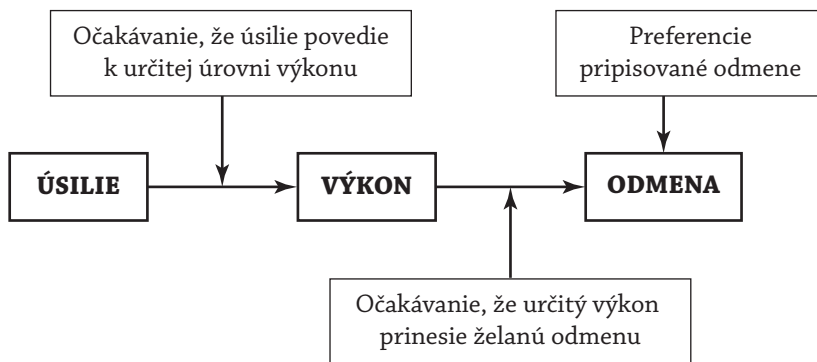 Očakávanie, že úsilie povedie
k určitej úrovni výkonu
Preferencie
pripisované odmene
ÚSILIE
VÝKON
ODMENA
Očakávanie, že určitý výkon
prinesie želanú odmenu